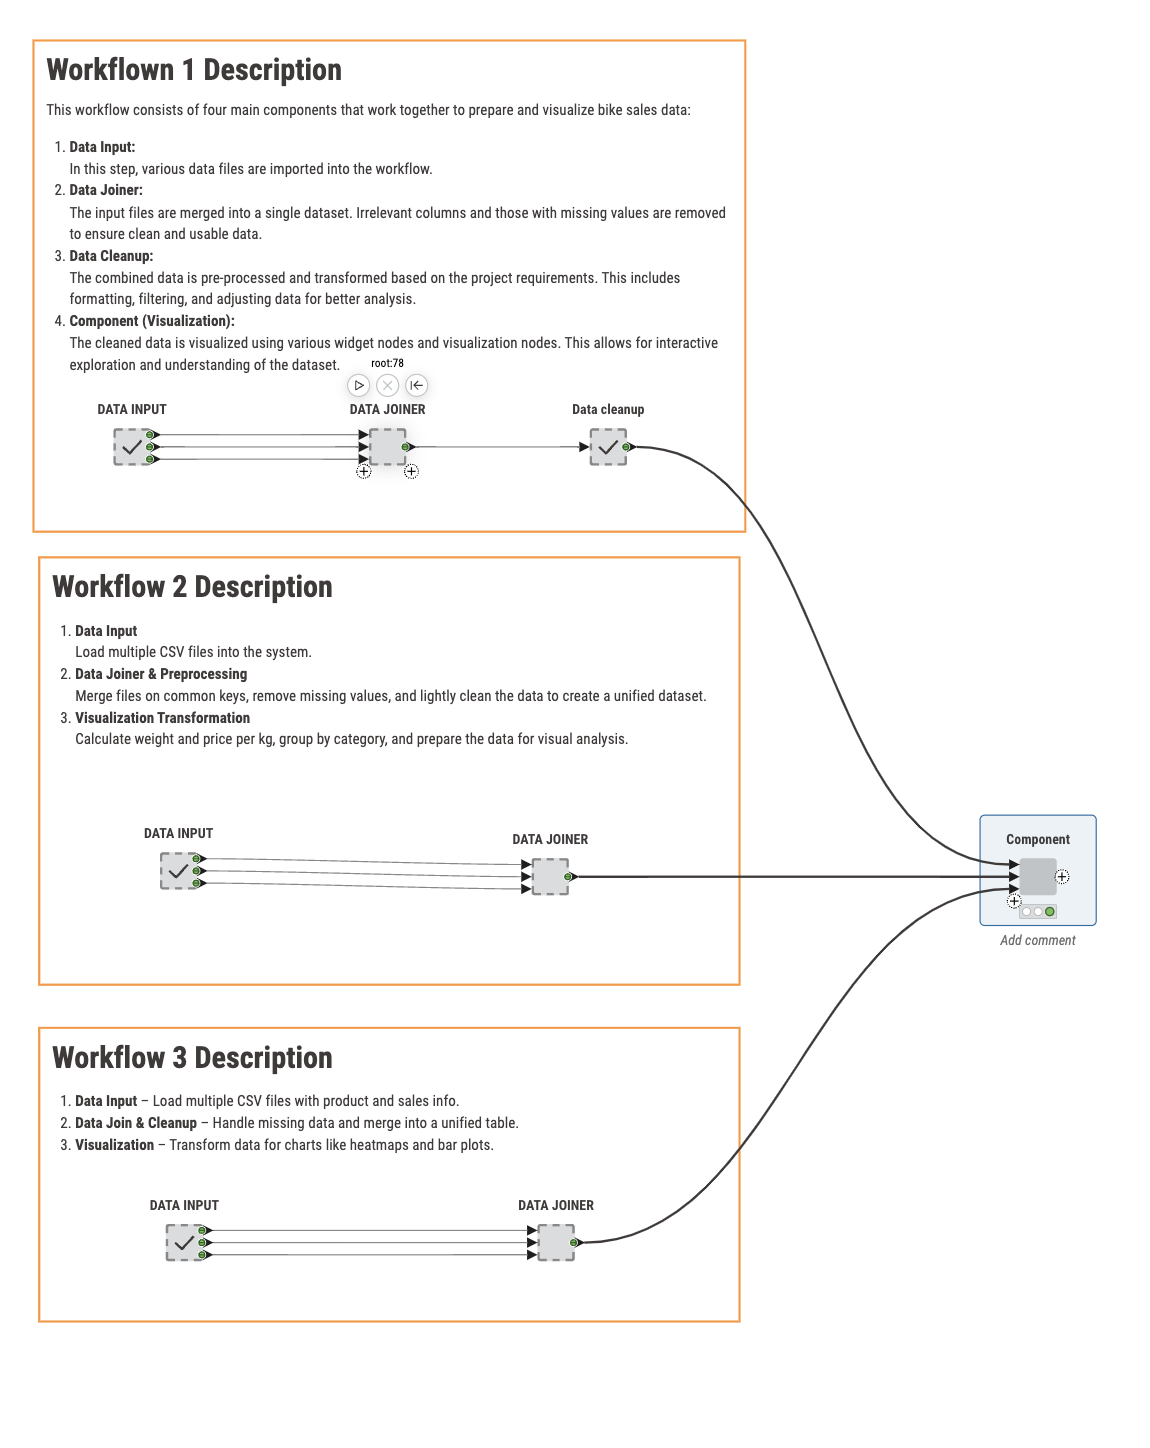 Workflown 1 Description
This workflow consists of four main components that work together to prepare and visualize bike sales data:
1. Data Input:
In this step, various data files are imported into the workflow.
2. Data Joiner:
The input files are merged into a single dataset. Irrelevant columns and those with missing values are removed
to ensure clean and usable data.
3. Data Cleanup:
The combined data is pre-processed and transformed based on the project requirements. This includes
formatting, filtering, and adjusting data for better analysis.
4. Component (Visualization):
The cleaned data is visualized using various widget nodes and visualization nodes. This allows for interactive
exploration and understanding of the dataset.
root:78
DATA INPUT
DATA JOINER
Data cleanup
Workflow 2 Description
1. Data Input
Load multiple CSV files into the system.
2. Data Joiner & Preprocessing
Merge files on common keys, remove missing values, and lightly clean the data to create a unified dataset.
3. Visualization Transformation
Calculate weight and price per kg, group by category, and prepare the data for visual analysis.
DATA INPUT
DATA JOINER
Component
Add comment
Workflow 3 Description
1. Data Input – Load multiple CSV files with product and sales info.
2. Data Join & Cleanup – Handle missing data and merge into a unified table.
3. Visualization – Transform data for charts like heatmaps and bar plots.
DATA INPUT
DATA JOINER